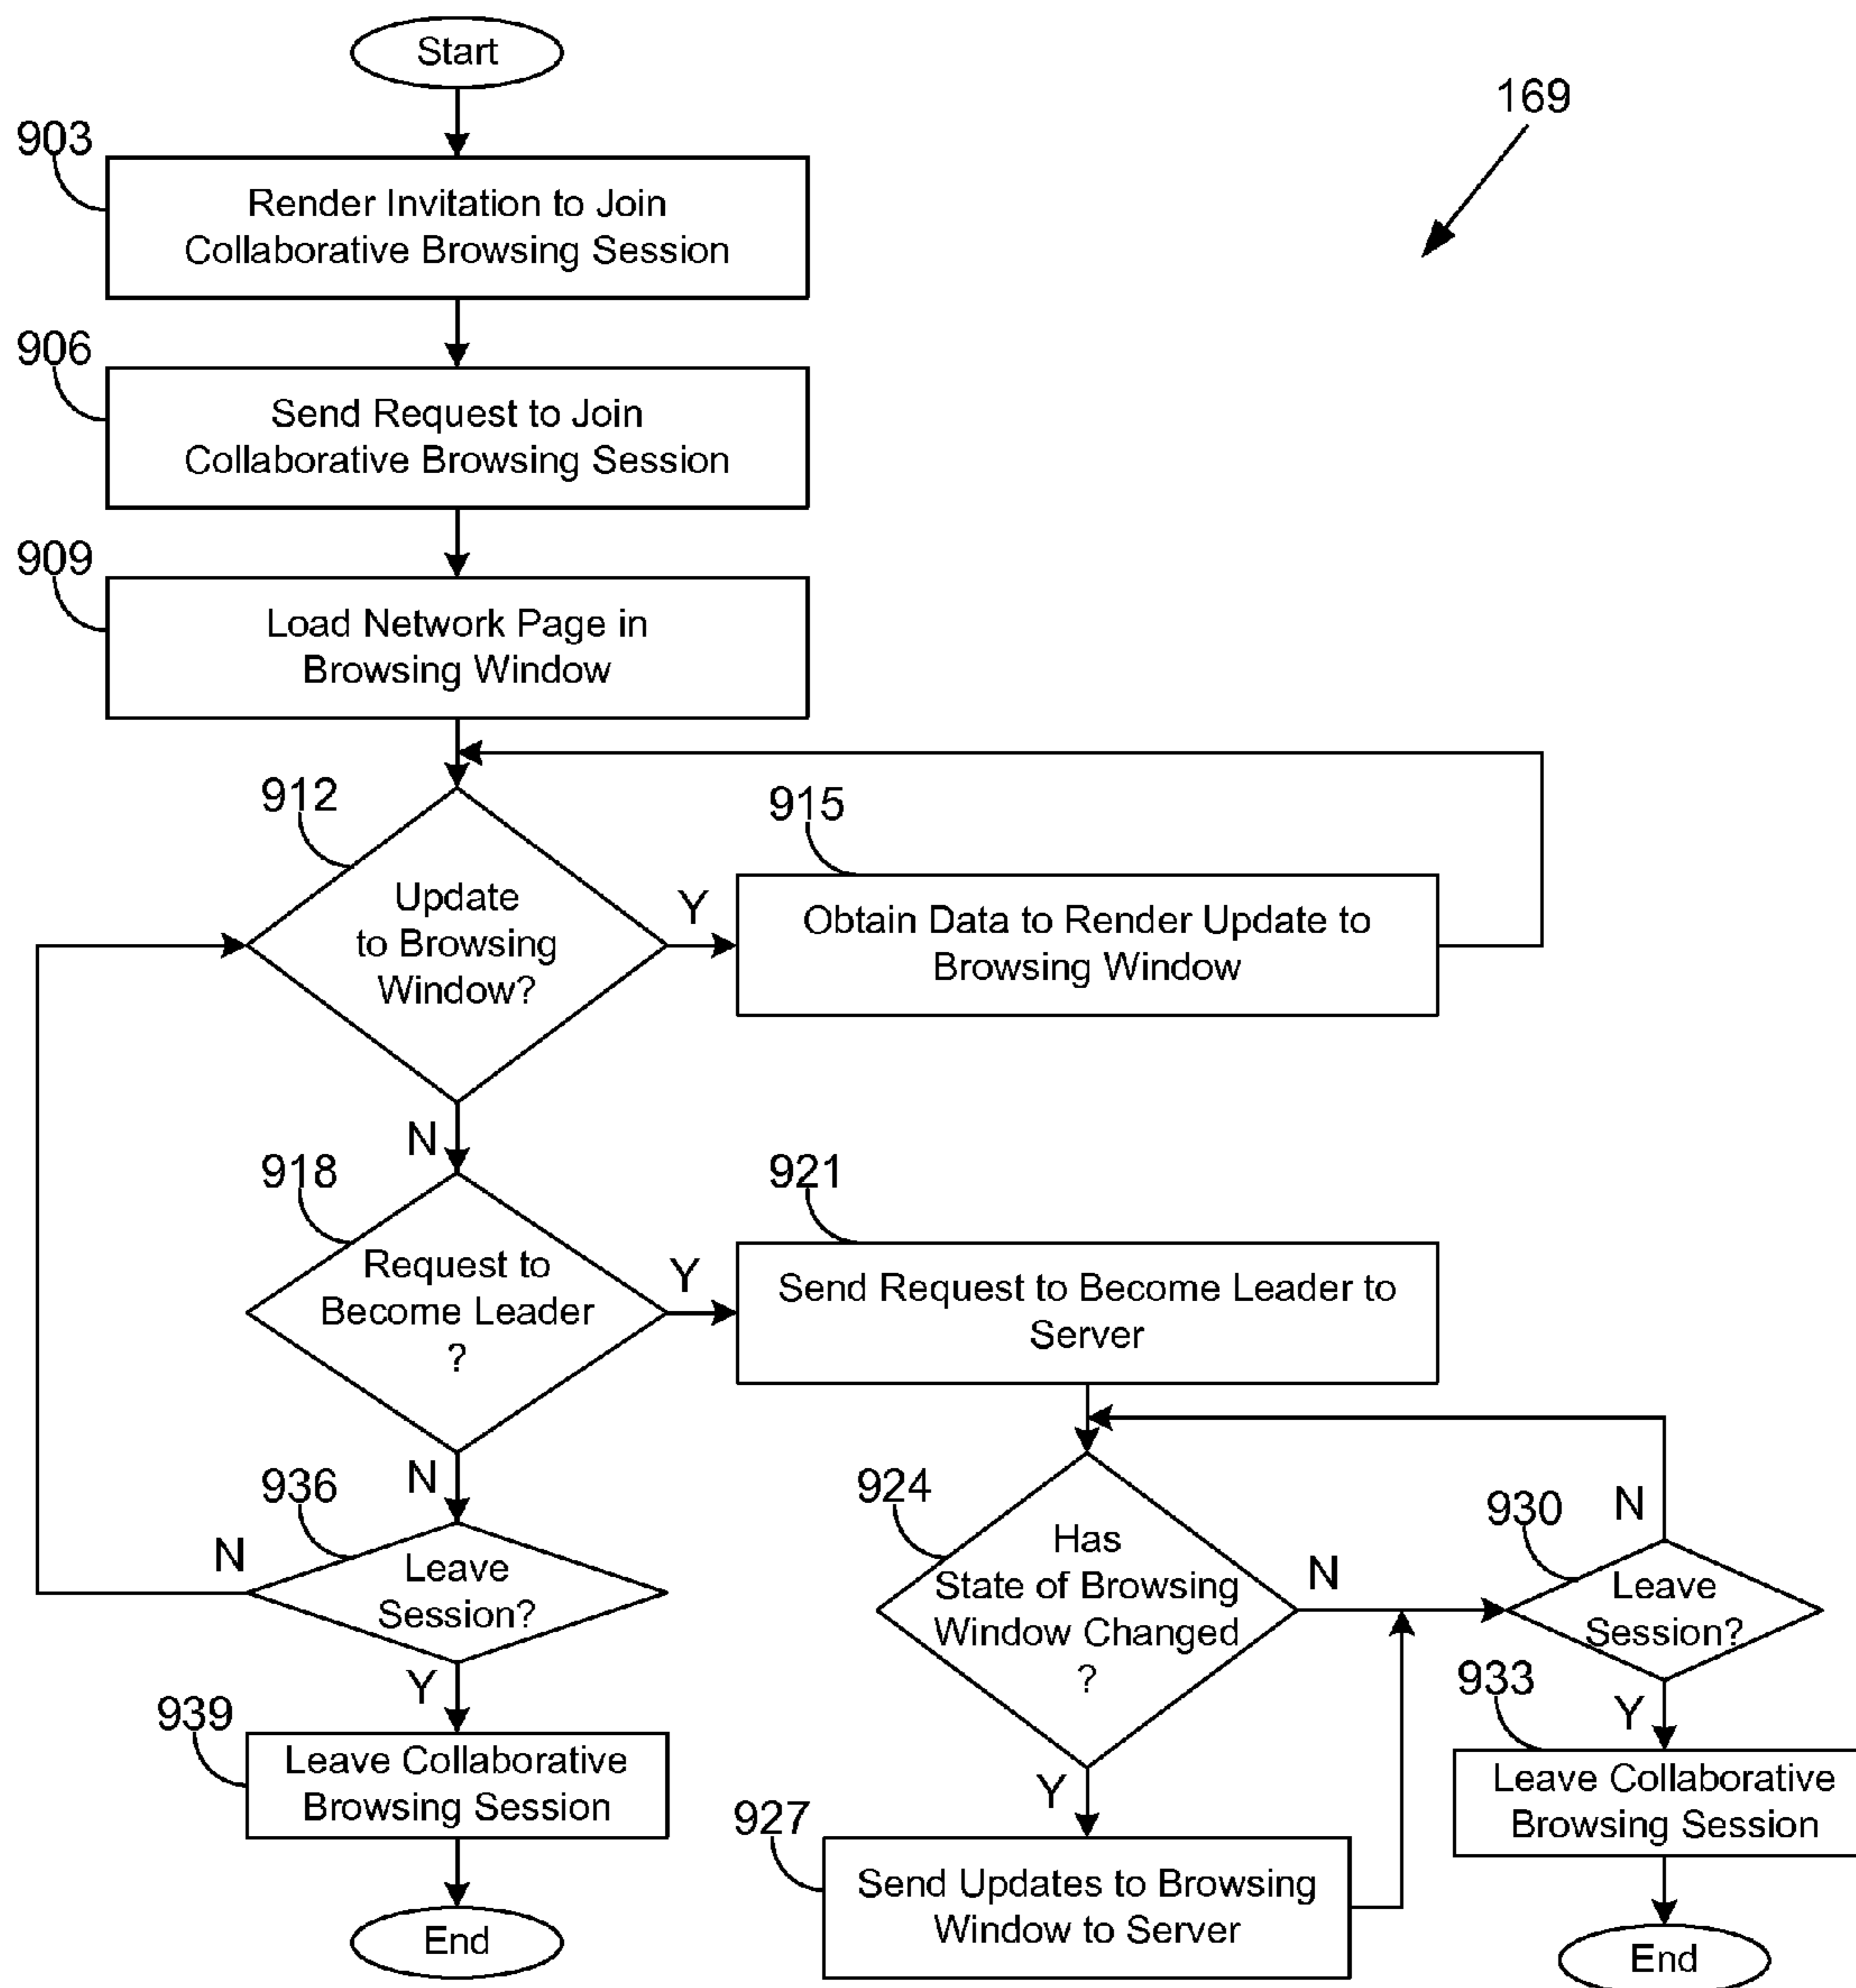 Start
169
903
Render Invitation to Join
Collaborative Browsing Session
906
Send Request to Join
Collaborative Browsing Session
909
Load Network Page in
Browsing Window
912
915
Update
to Browsing
Window?
Y
Obtain Data to Render Update to
Browsing Window
N
918
921
Request to
Become Leader
?
Y
Send Request to Become Leader to
Server
N
936
924
930
N
N
Leave
Session?
Has
State of Browsing
Window Changed
?
N
Leave
Session?
Y
939
Leave Collaborative
Browsing Session
Y
927
Send Updates to Browsing
Window to Server
933
Y
Leave Collaborative
Browsing Session
End
End